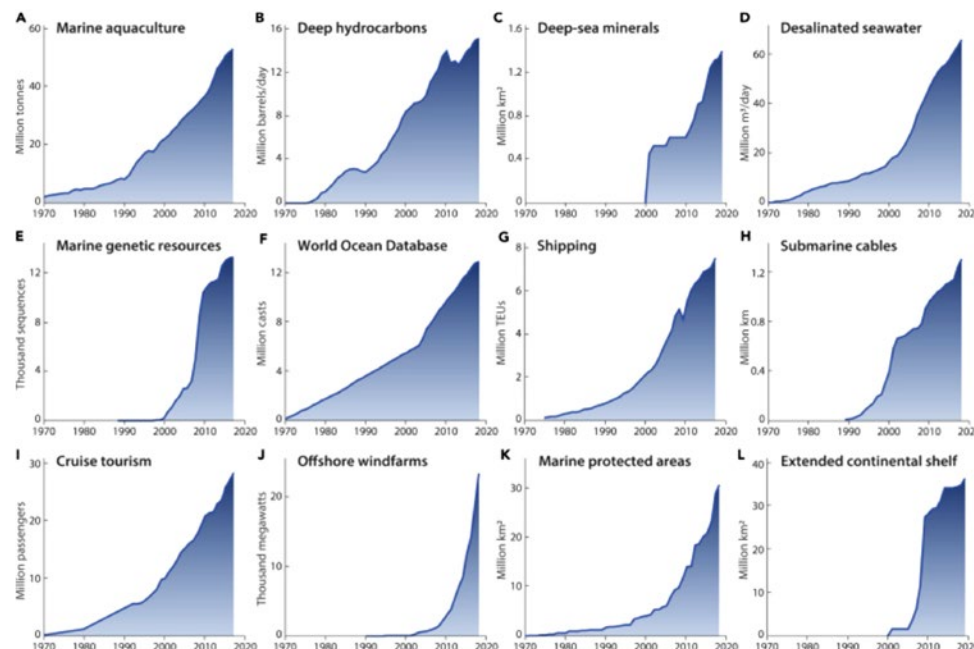 A Marine aquaculture
Million tonnes
60
40
20
0
1970 1980 1990 2000 2010 2020
B Deep hydrocarbons
Million barrels/day
16
12
8
4
0
1970 1980 1990 2000 2010 2020
C Deep-sea minerals
Million km²
1.6
1.2
0.8
0.4
0
1970 1980 1990 2000 2010 2020
D Desalinated seawater
Million m³/day
60
40
20
0
1970 1980 1990 2000 2010 2020
E Marine genetic resources
Thousand sequences
12
8
4
0
1970 1980 1990 2000 2010 2020
F World Ocean Database
Million casts
12
8
4
0
1970 1980 1990 2000 2010 2020
G Shipping
Million TEUs
8
6
4
2
0
1970 1980 1990 2000 2010 2020
H Submarine cables
Million km
1.2
0.8
0.4
0
1970 1980 1990 2000 2010 2020
I Cruise tourism
Million passengers
30
20
10
0
1970 1980 1990 2000 2010 2020
J Offshore windfarms
Thousand megawatts
20
10
0
1970 1980 1990 2000 2010 2020
K Marine protected areas
Million km²
30
20
10
0
1970 1980 1990 2000 2010 2020
L Extended continental shelf
Million km²
40
30
20
10
0
1970 1980 1990 2000 2010 2020